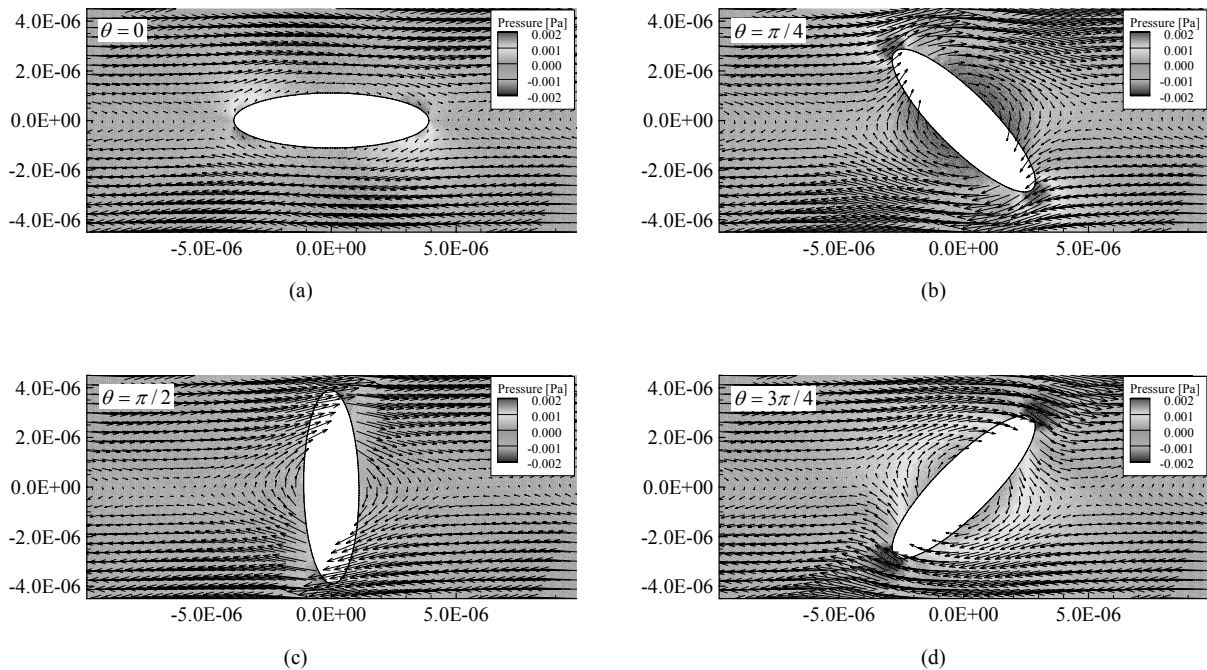 4.0E-06
2.0E-06
0.0E+00
-2.0E-06
-4.0E-06
θ = 0
Pressure [Pa]
0.002
0.001
0.000
-0.001
-0.002
-5.0E-06 0.0E+00 5.0E-06
(a)
4.0E-06
2.0E-06
0.0E+00
-2.0E-06
-4.0E-06
θ = π / 4
Pressure [Pa]
0.002
0.001
0.000
-0.001
-0.002
-5.0E-06 0.0E+00 5.0E-06
(b)
4.0E-06
2.0E-06
0.0E+00
-2.0E-06
-4.0E-06
θ = π / 2
Pressure [Pa]
0.002
0.001
0.000
-0.001
-0.002
-5.0E-06 0.0E+00 5.0E-06
(c)
4.0E-06
2.0E-06
0.0E+00
-2.0E-06
-4.0E-06
θ = 3π / 4
Pressure [Pa]
0.002
0.001
0.000
-0.001
-0.002
-5.0E-06 0.0E+00 5.0E-06
(d)